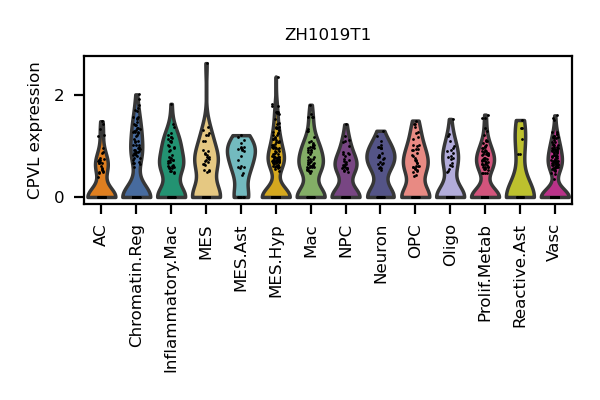 ZH1019T1
CPVL expression
2
0
AC
Chromatin.Reg
Inflammatory.Mac
MES
MES.Ast
MES.Hyp
Mac
NPC
Neuron
OPC
Oligo
Prolif.Metab
Reactive.Ast
Vasc